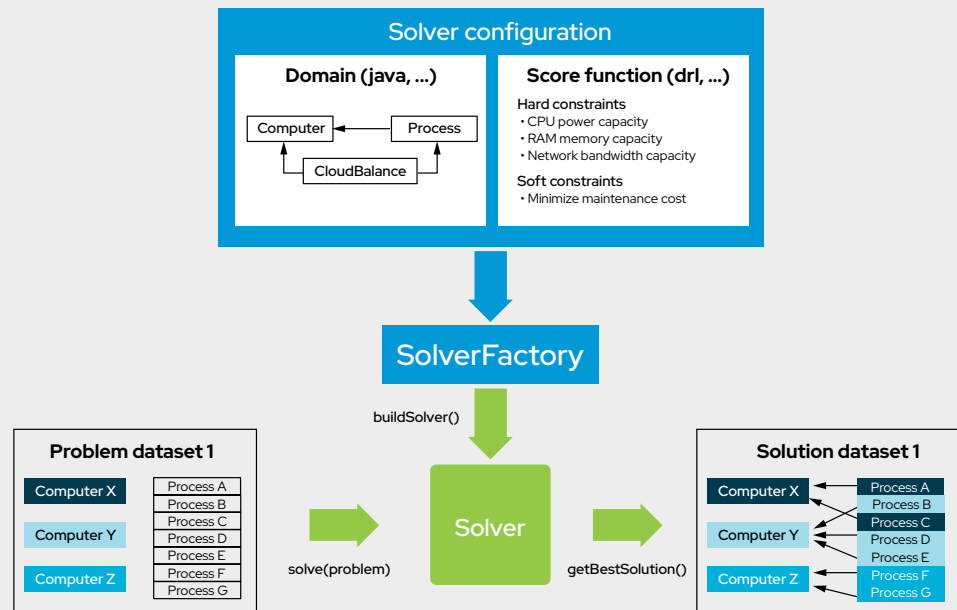 Solver configuration
Domain (java, ...)
Computer
Process
CloudBalance
Score function (drl, ...)
Hard constraints
• CPU power capacity
• RAM memory capacity
• Network bandwidth capacity
Soft constraints
• Minimize maintenance cost
SolverFactory
buildSolver()
Problem dataset 1
Computer X
Computer Y
Computer Z
Process A
Process B
Process C
Process D
Process E
Process F
Process G
solve(problem)
Solver
getBestSolution()
Solution dataset 1
Computer X
Computer Y
Computer Z
Process A
Process B
Process C
Process D
Process E
Process F
Process G